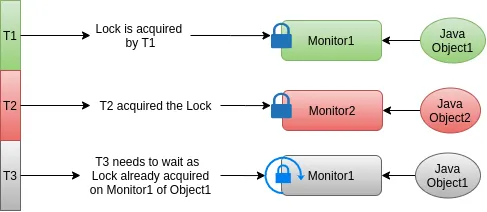 T1
Lock is acquired
by T1
Monitor1
Java
Object1
T2
T2 acquired the Lock
Monitor2
Java
Object2
T3
T3 needs to wait as
Lock already acquired
on Monitor1 of Object1
Monitor1
Java
Object1